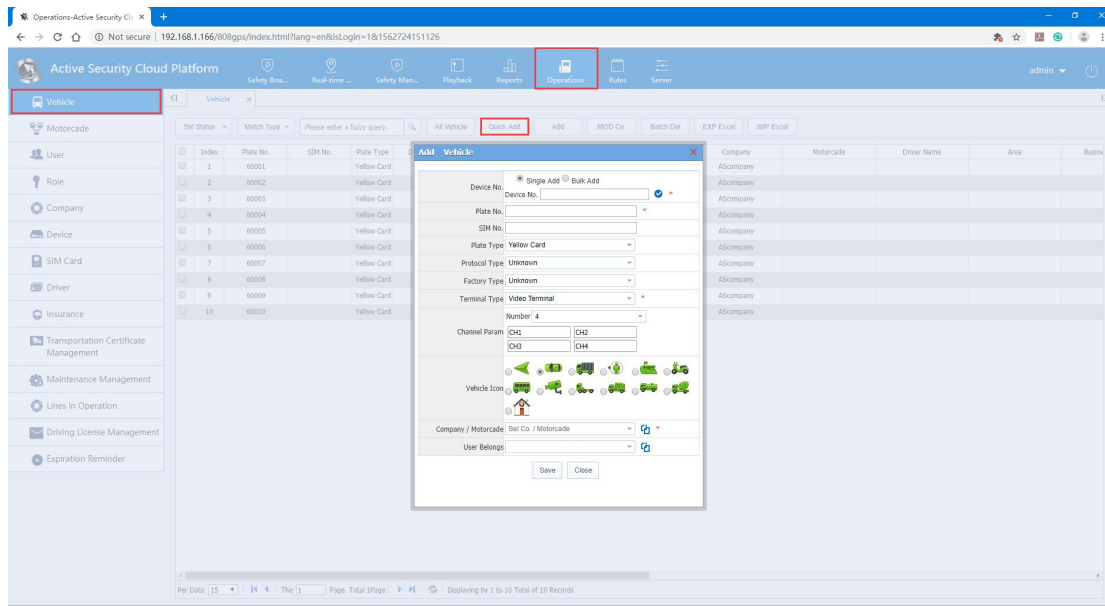 Operations-Active Security Clo
Not secure | 192.168.1.166/808gps/index.html?lang=en&isLogin=1&1562724151126
Active Security Cloud Platform
Safety Boa... Real-time ... Safety Man... Playback Reports Operations Rules Server
admin
Vehicle
Motorcade
User
Role
Company
Device
SIM Card
Driver
Insurance
Transportation Certificate
Management
Maintenance Management
Lines in Operation
Driving License Management
Expiration Reminder
Vehicle
Sel Status Match Type Please enter a fuzzy query All Vehicle Quick Add Add MOD Co. Batch Del EXP Excel IMP Excel
Index Plate No. SIM No. Plate Type Company Motorcade Driver Name Area Busine
1 60001 Yellow Card AScompany
2 60002 Yellow Card AScompany
3 60003 Yellow Card AScompany
4 60004 Yellow Card AScompany
5 60005 Yellow Card AScompany
6 60006 Yellow Card AScompany
7 60007 Yellow Card AScompany
8 60008 Yellow Card AScompany
9 60009 Yellow Card AScompany
10 60010 Yellow Card AScompany
Add Vehicle
Single Add Bulk Add
Device No.
Device No. *
Plate No. *
SIM No.
Plate Type Yellow Card
Protocol Type Unknown
Factory Type Unknown
Terminal Type Video Terminal *
Number 4
Channel Param CH1 CH2
CH3 CH4
Vehicle Icon
Company / Motorcade Sel Co. / Motorcade *
User Belongs
Save Close
Per Data 15 The 1 Page Total 1Page Displaying by 1 to 10 Total of 10 Records